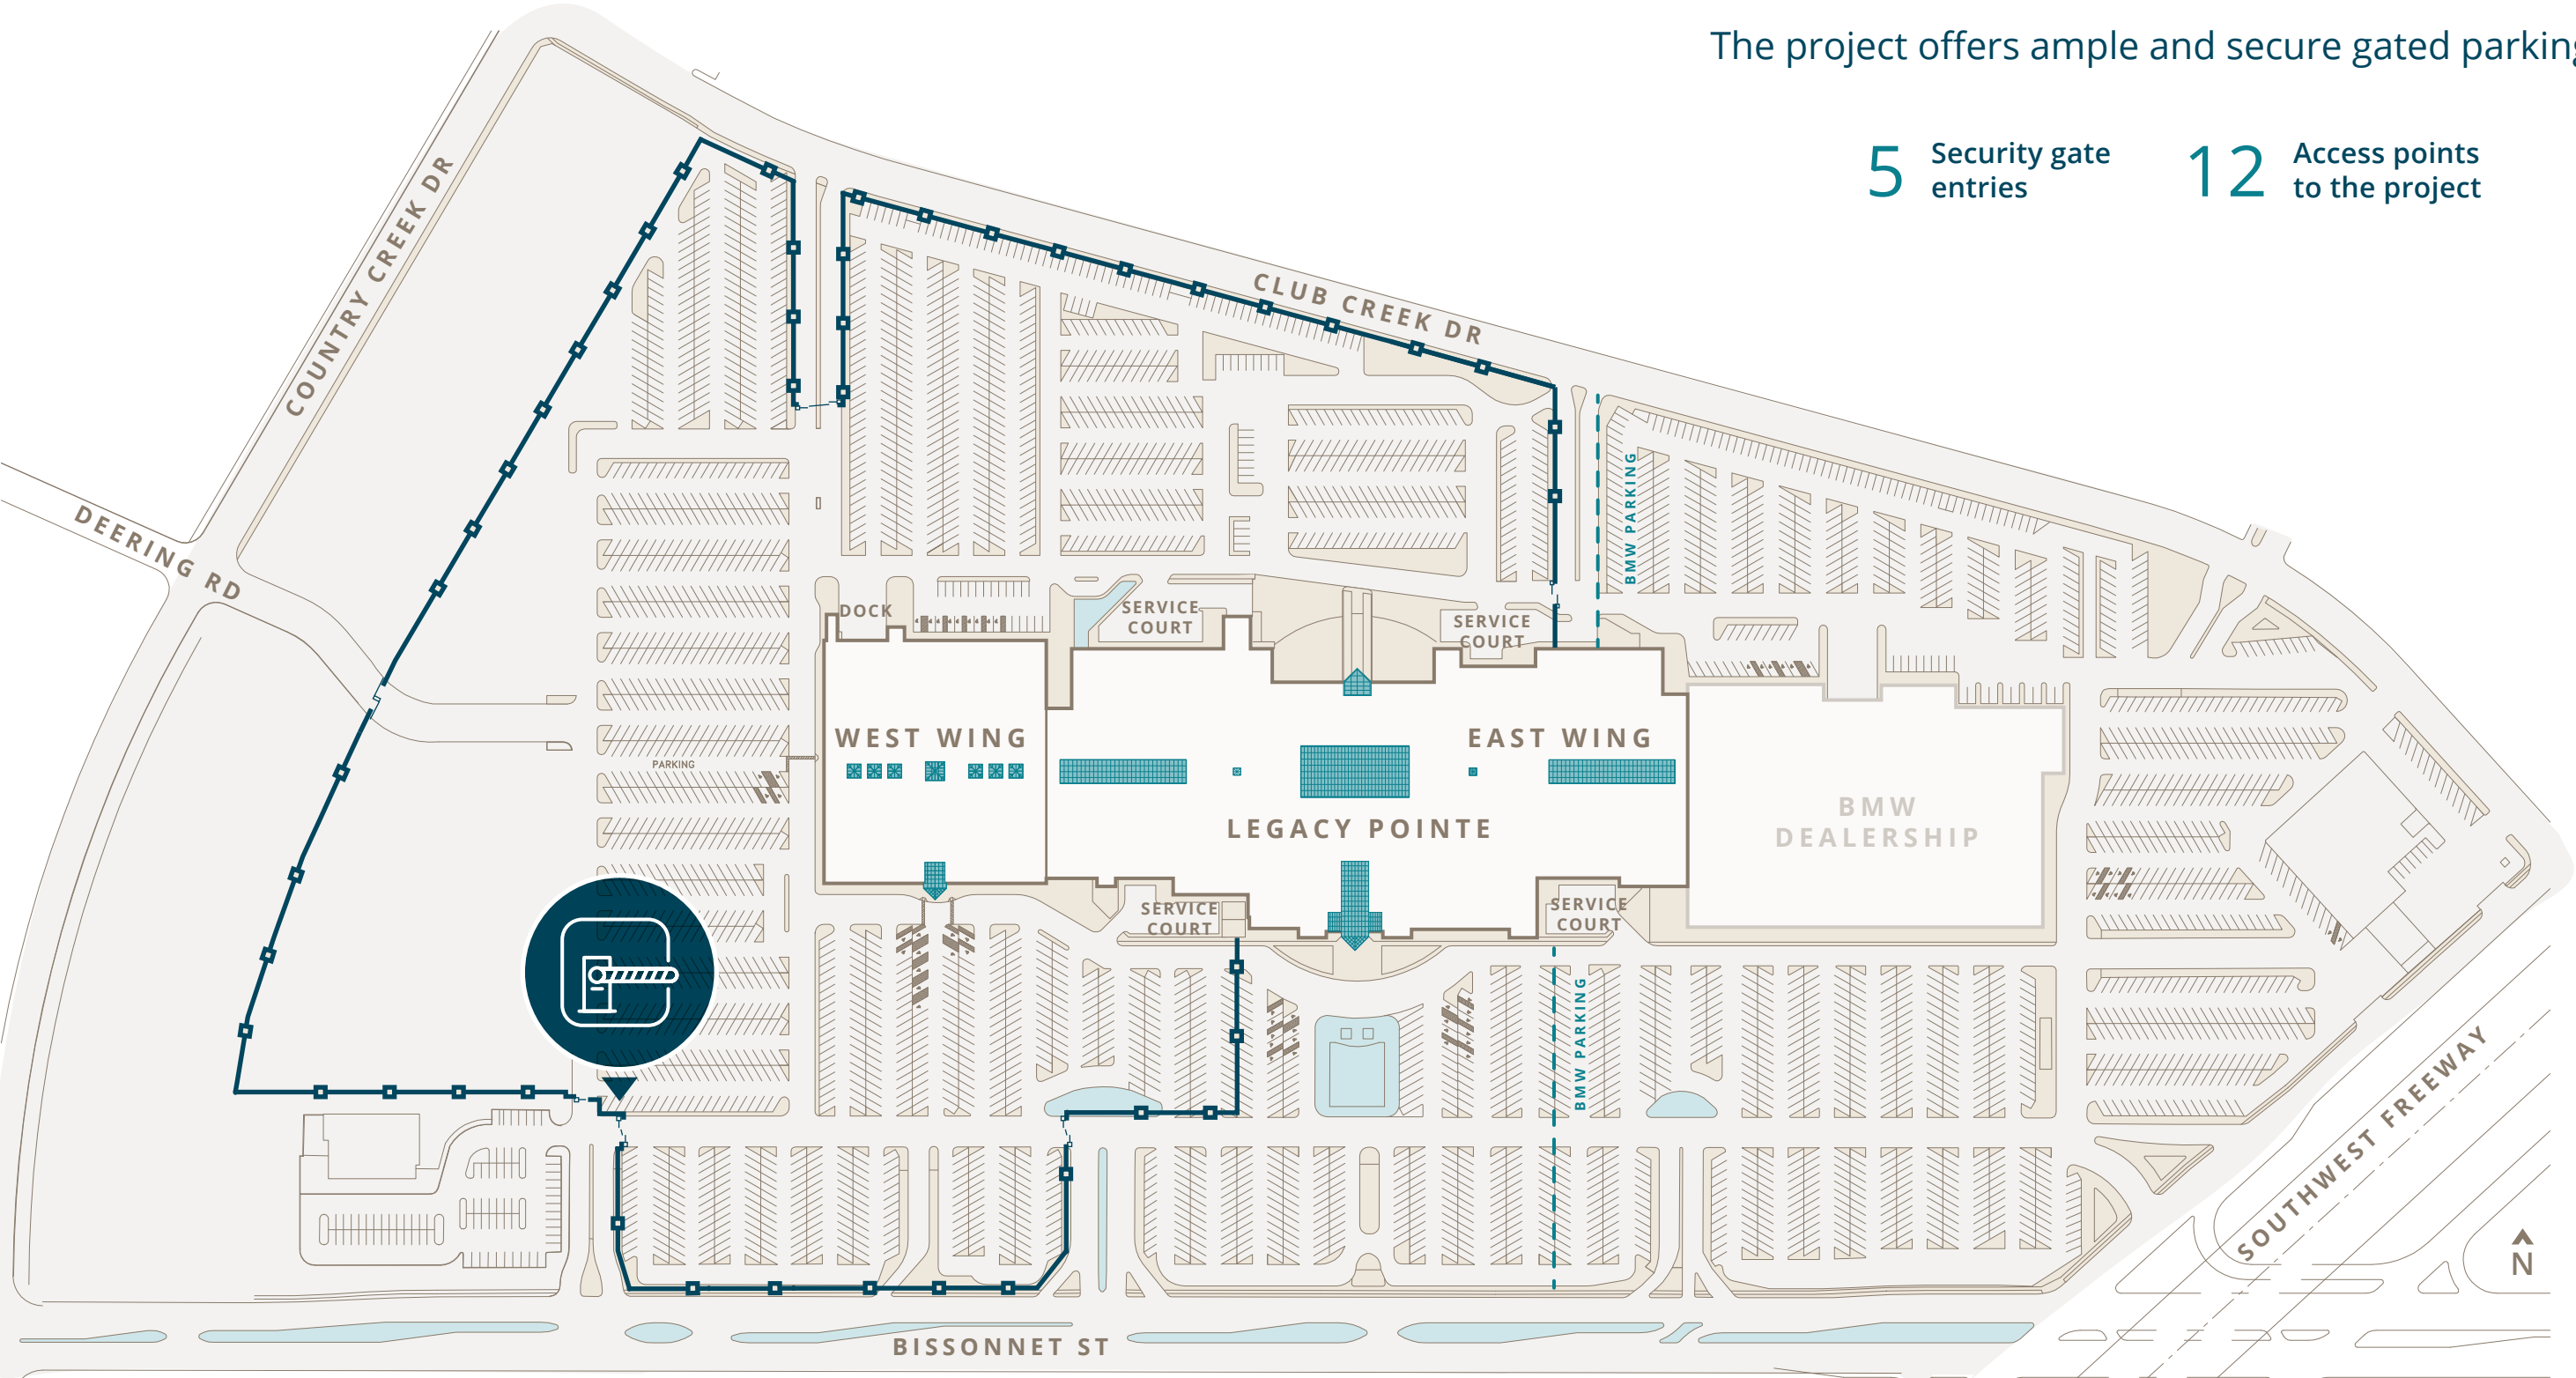 The project offers ample and secure gated parking
5 Security gate entries
12 Access points to the project
COUNTRY CREEK DR
CLUB CREEK DR
DEERING RD
BMW PARKING
DOCK
SERVICE
COURT
SERVICE
COURT
WEST WING
EAST WING
PARKING
LEGACY POINTE
BMW
DEALERSHIP
SERVICE
COURT
SERVICE
COURT
BMW PARKING
SOUTHWEST FREEWAY
N
BISSONNET ST